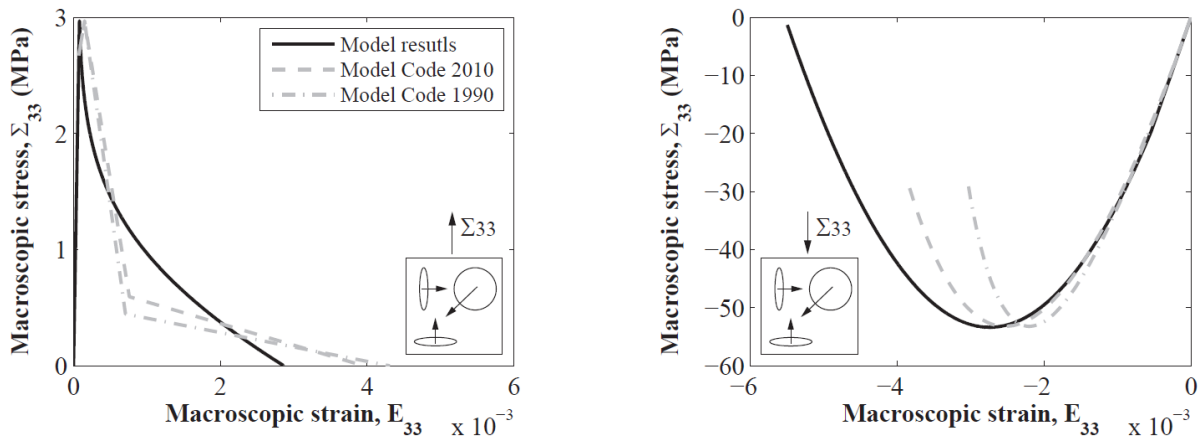 Macroscopic stress, Σ33 (MPa)
3
2
1
0
Model resutls
Model Code 2010
Model Code 1990
Σ33
0
2
4
6
Macroscopic strain, E33
x 10-3
Macroscopic stress, Σ33 (MPa)
0
−10
−20
−30
−40
−50
−60
Σ33
−6
−4
−2
0
Macroscopic strain, E33
x 10-3